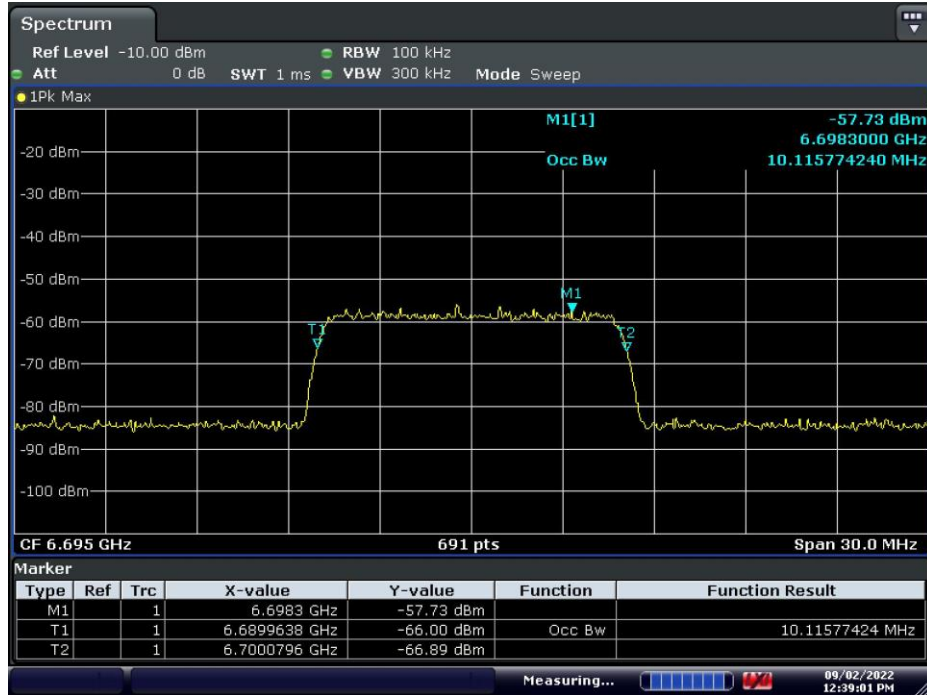 Spectrum
Ref Level -10.00 dBm RBW 100 kHz
Att 0 dB SWT 1 ms VBW 300 kHz Mode Sweep
1Pk Max
M1[1] -57.73 dBm
6.6983000 GHz
Occ Bw 10.115774240 MHz
-20 dBm
-30 dBm
-40 dBm
-50 dBm
M1
-60 dBm
T1 T2
-70 dBm
-80 dBm
-90 dBm
-100 dBm
CF 6.695 GHz 691 pts Span 30.0 MHz
Marker
Type Ref Trc X-value Y-value Function Function Result
M1 1 6.6983 GHz -57.73 dBm
T1 1 6.6899638 GHz -66.00 dBm Occ Bw 10.11577424 MHz
T2 1 6.7000796 GHz -66.89 dBm
Measuring... 09/02/2022
12:39:01 PM